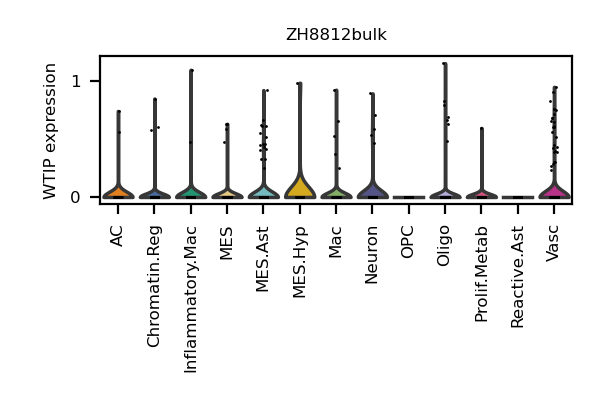 ZH8812bulk
WTIP expression
1
0
AC
Chromatin.Reg
Inflammatory.Mac
MES
MES.Ast
MES.Hyp
Mac
Neuron
OPC
Oligo
Prolif.Metab
Reactive.Ast
Vasc